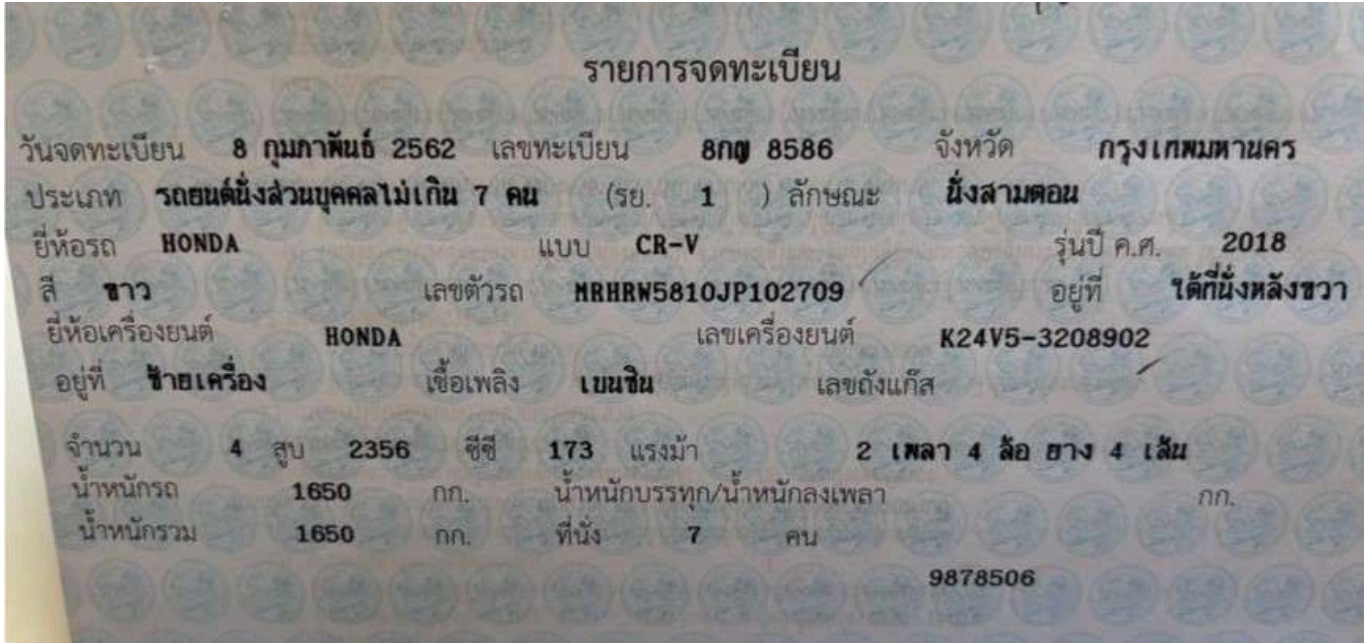 รายการจดทะเบียน
วันจดทะเบียน 8 กุมภาพันธ์ 2562 เลขทะเบียน 8กญ 8586 จังหวัด กรุงเทพมหานคร
ประเภท รถยนต์นั่งส่วนบุคคลไม่เกิน 7 คน (รย. 1 ) ลักษณะ นั่งสามตอน
ยี่ห้อรถ HONDA แบบ CR-V รุ่นปี ค.ศ. 2018
สี ขาว เลขตัวรถ MRHRW5810JP102709 อยู่ที่ ใต้ที่นั่งหลังขวา
ยี่ห้อเครื่องยนต์ HONDA เลขเครื่องยนต์ K24V5-3208902
อยู่ที่ ซ้ายเครื่อง เชื้อเพลิง เบนซิน เลขถังแก๊ส
จำนวน 4 สูบ 2356 ซีซี 173 แรงม้า 2 เพลา 4 ล้อ ยาง 4 เส้น
น้ำหนักรถ 1650 กก. น้ำหนักบรรทุก/น้ำหนักลงเพลา กก.
น้ำหนักรวม 1650 กก. ที่นั่ง 7 คน
9878506